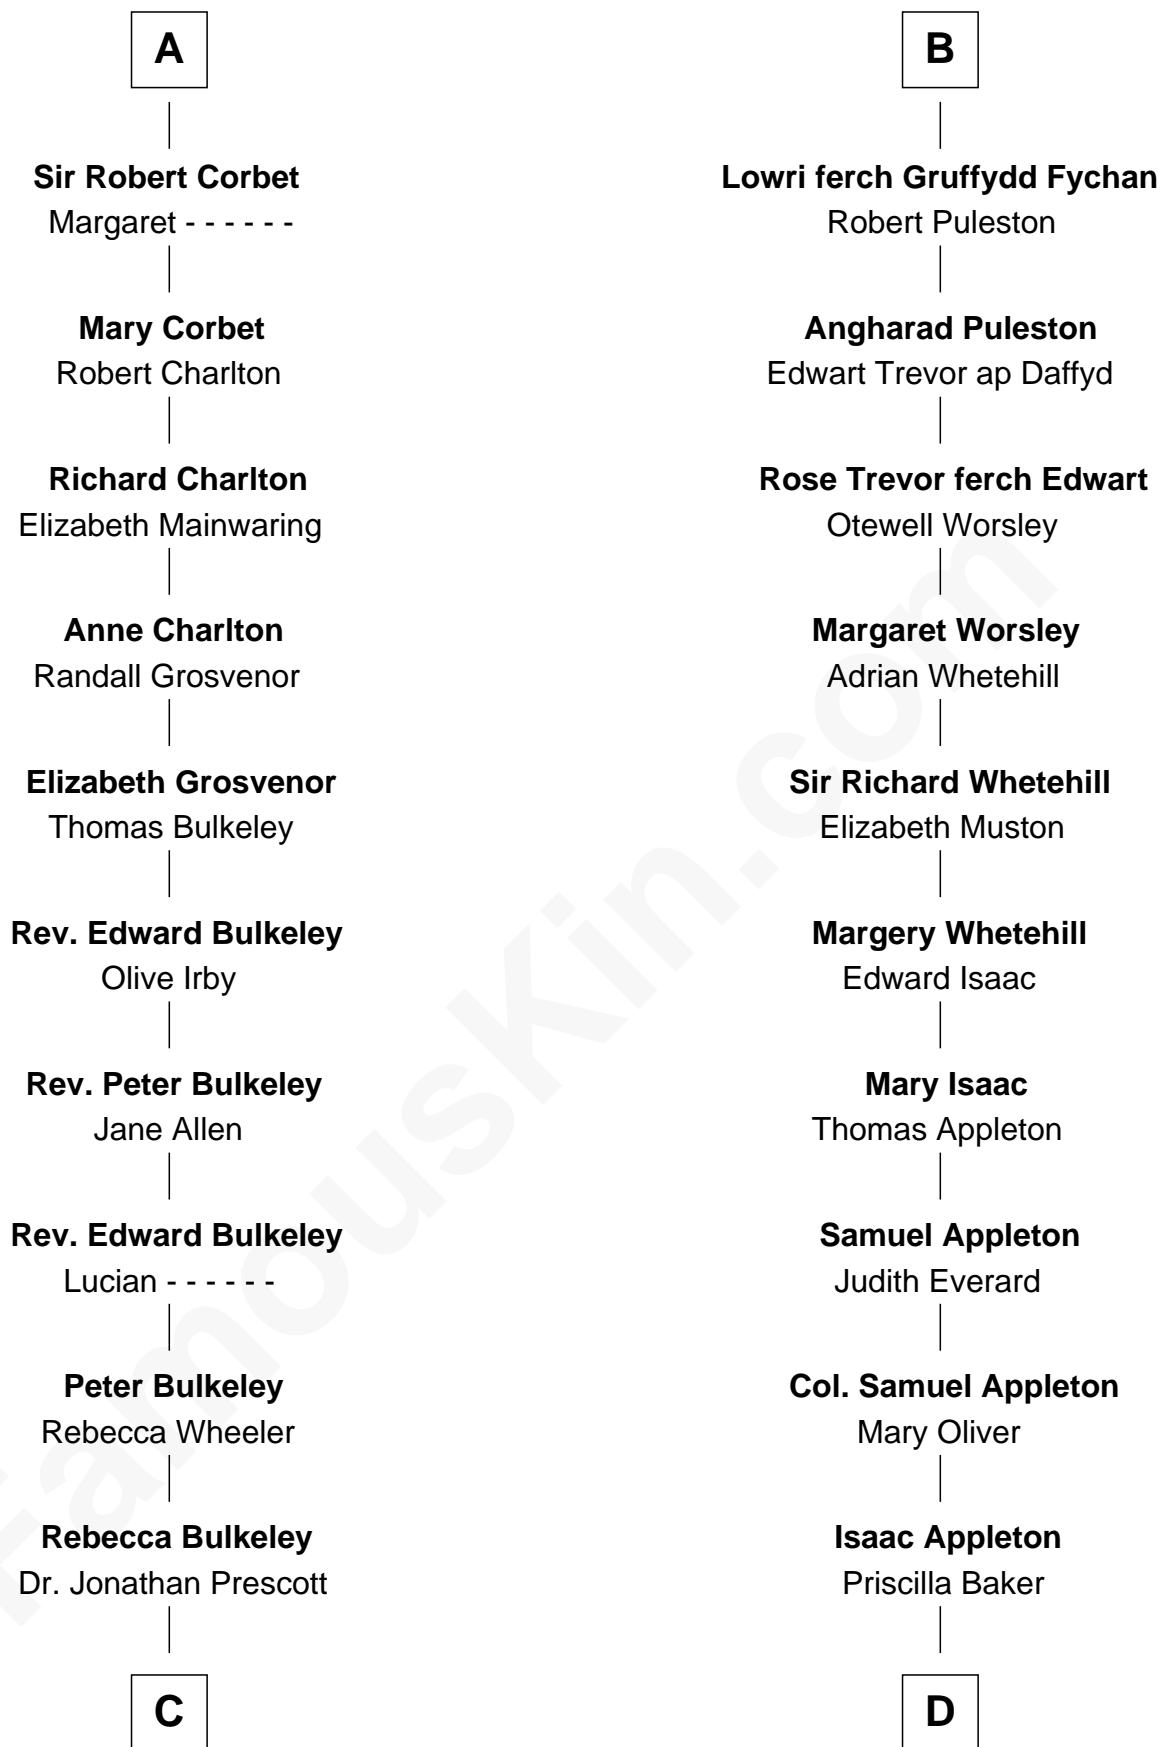 A
Sir Robert Corbet
Margaret - - - - - -
Mary Corbet
Robert Charlton
Richard Charlton
Elizabeth Mainwaring
Anne Charlton
Randall Grosvenor
Elizabeth Grosvenor
Thomas Bulkeley
Rev. Edward Bulkeley
Olive Irby
Rev. Peter Bulkeley
Jane Allen
Rev. Edward Bulkeley
Lucian - - - - - -
Peter Bulkeley
Rebecca Wheeler
Rebecca Bulkeley
Dr. Jonathan Prescott
C
B
Lowri ferch Gruffydd Fychan
Robert Puleston
Angharad Puleston
Edwart Trevor ap Daffyd
Rose Trevor ferch Edwart
Otewell Worsley
Margaret Worsley
Adrian Whetehill
Sir Richard Whetehill
Elizabeth Muston
Margery Whetehill
Edward Isaac
Mary Isaac
Thomas Appleton
Samuel Appleton
Judith Everard
Col. Samuel Appleton
Mary Oliver
Isaac Appleton
Priscilla Baker
D
FamousKin.com